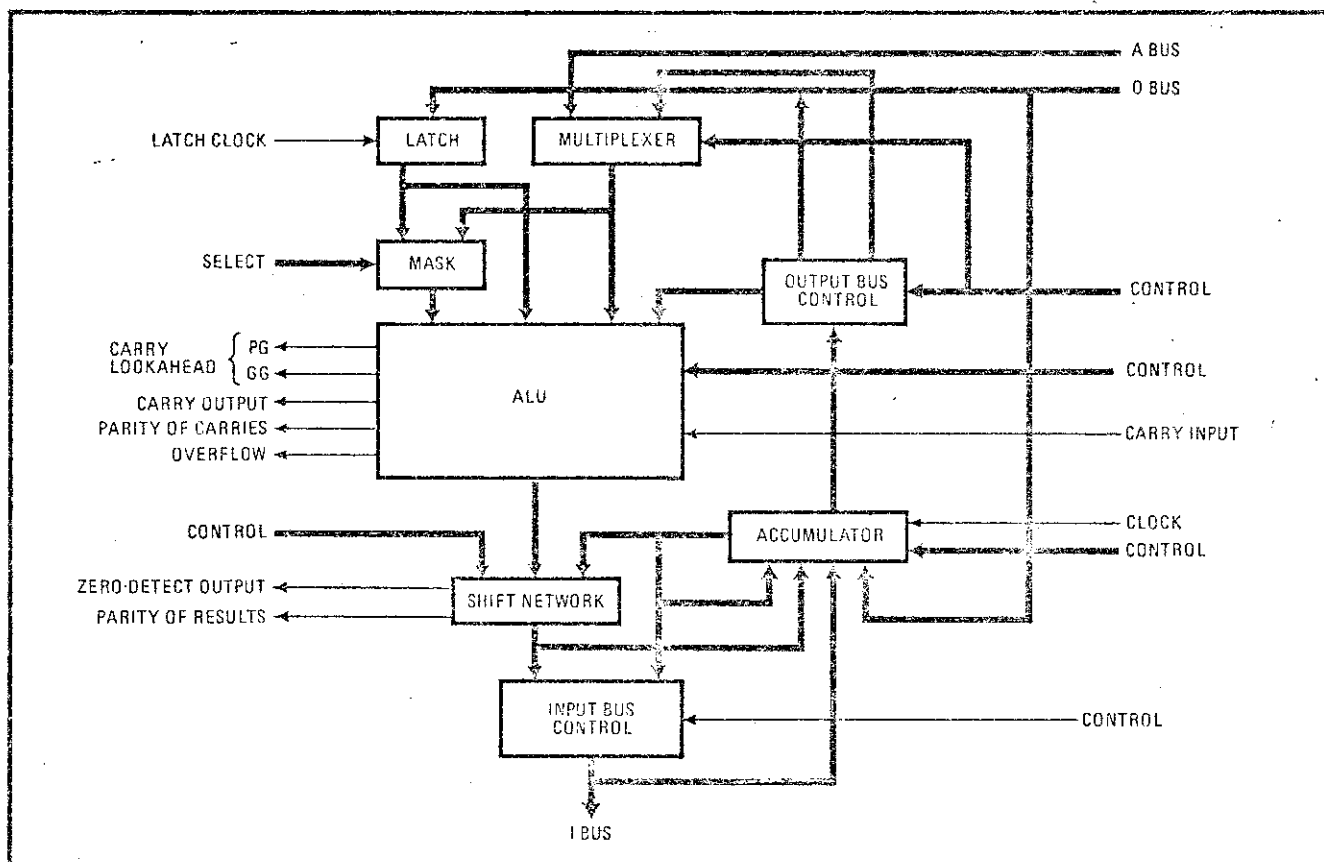 A BUS
O BUS
LATCH CLOCK
LATCH
MULTIPLEXER
SELECT
MASK
OUTPUT BUS
CONTROL
CONTROL
CARRY
LOOKAHEAD
PG
GG
ALU
CONTROL
CARRY OUTPUT
PARITY OF CARRIES
CARRY INPUT
OVERFLOW
CONTROL
ACCUMULATOR
CLOCK
CONTROL
ZERO-DETECT OUTPUT
SHIFT NETWORK
PARITY OF RESULTS
INPUT BUS
CONTROL
CONTROL
I BUS